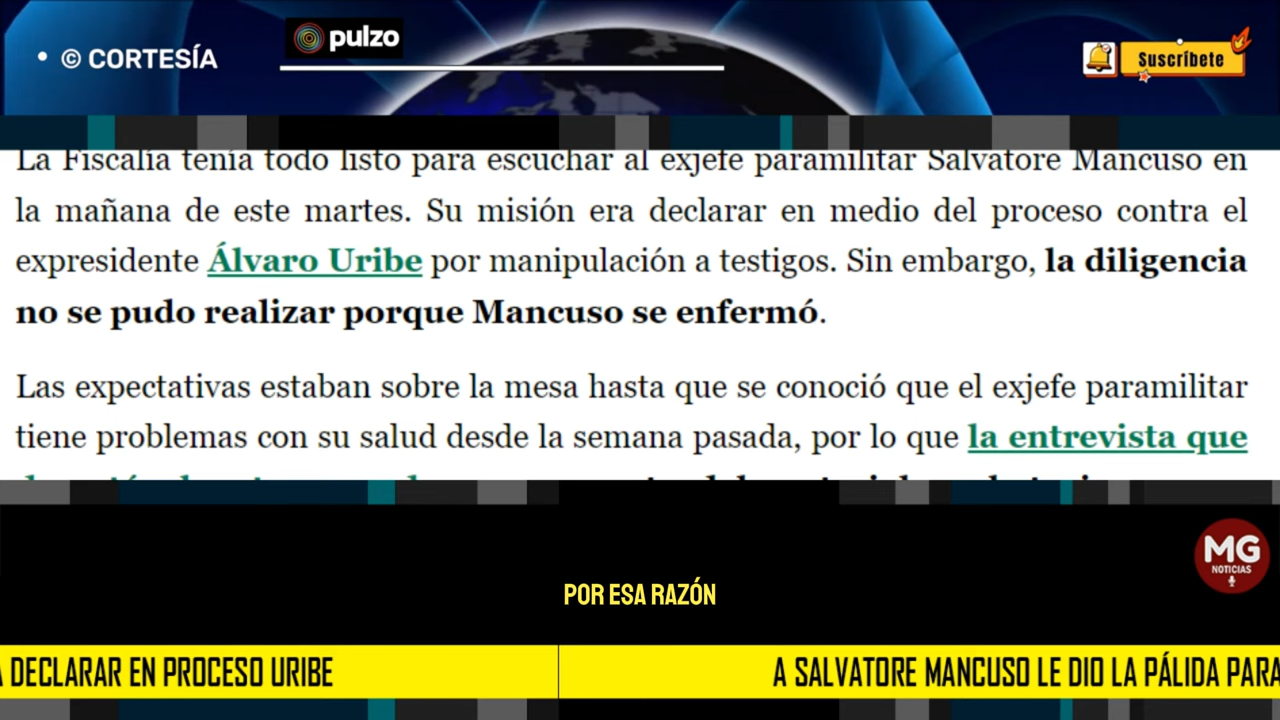 • © CORTESÍA
pulzo
Suscríbete
La Fiscalía tenía todo listo para escuchar al exjefe paramilitar Salvatore Mancuso en
la mañana de este martes. Su misión era declarar en medio del proceso contra el
expresidente Álvaro Uribe por manipulación a testigos. Sin embargo, la diligencia
no se pudo realizar porque Mancuso se enfermó.
Las expectativas estaban sobre la mesa hasta que se conoció que el exjefe paramilitar
tiene problemas con su salud desde la semana pasada, por lo que la entrevista que
MG
NOTICIAS
POR ESA RAZÓN
A DECLARAR EN PROCESO URIBE
A SALVATORE MANCUSO LE DIO LA PÁLIDA PARA